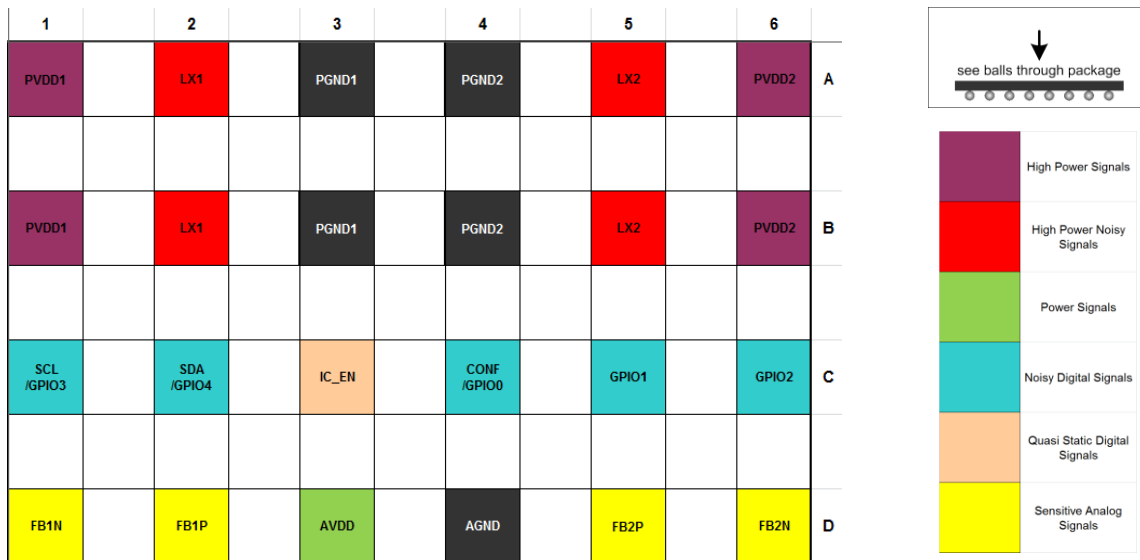 1 2 3 4 5 6
PVDD1 LX1 PGND1 PGND2 LX2 PVDD2 A
PVDD1 LX1 PGND1 PGND2 LX2 PVDD2 B
SCL SDA IC_EN CONF GPIO1 GPIO2 C
/GPIO3 /GPIO4 /GPIO0
FB1N FB1P AVDD AGND FB2P FB2N D
see balls through package
High Power Signals
High Power Noisy
Signals
Power Signals
Noisy Digital Signals
Quasi Static Digital
Signals
Sensitive Analog
Signals